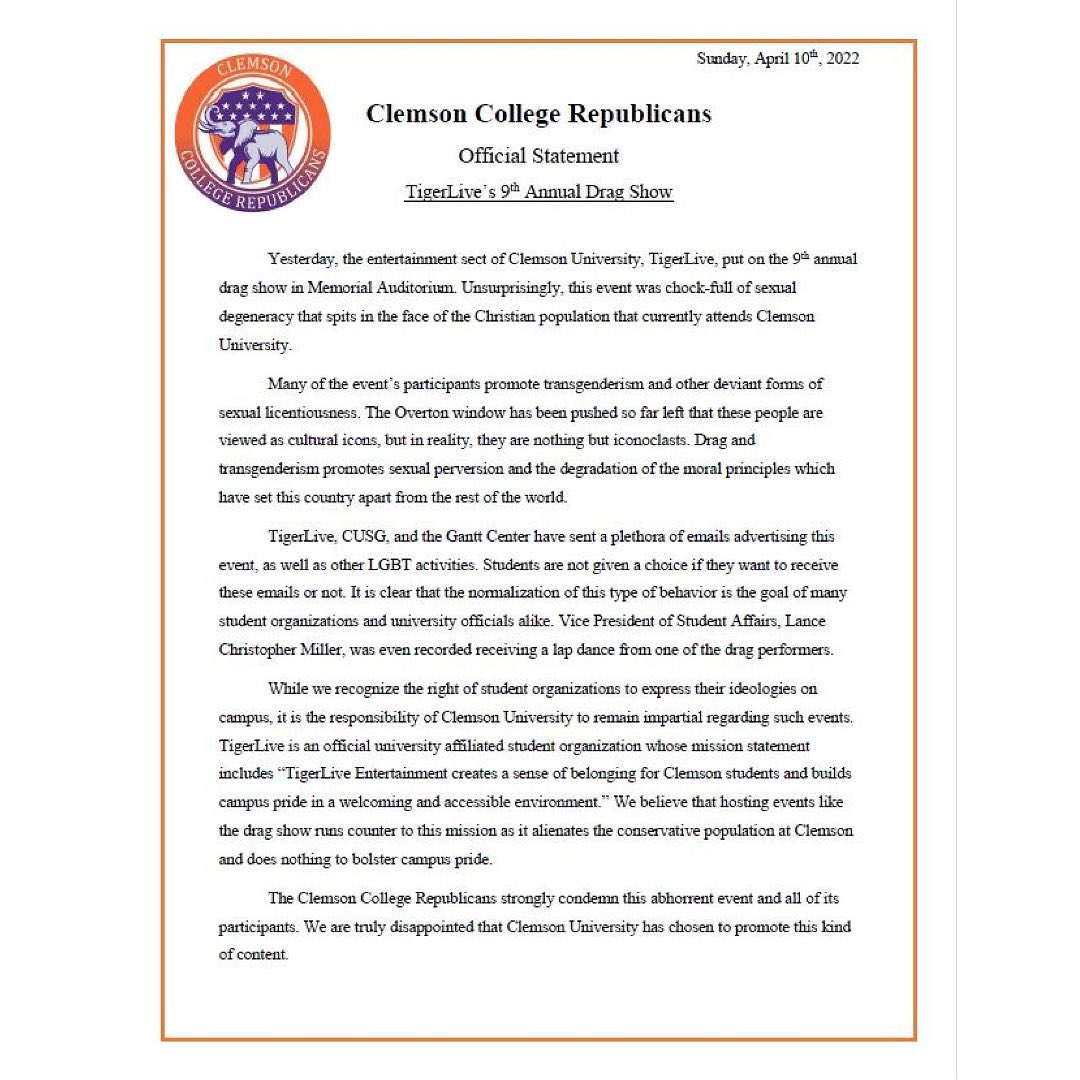 Sunday, April 10th, 2022
CLEMSON
COLLEGE REPUBLICANS
Clemson College Republicans
Official Statement
TigerLive's 9th Annual Drag Show
Yesterday, the entertainment sect of Clemson University, TigerLive, put on the 9th annual
drag show in Memorial Auditorium. Unsurprisingly, this event was chock-full of sexual
degeneracy that spits in the face of the Christian population that currently attends Clemson
University.
Many of the event's participants promote transgenderism and other deviant forms of
sexual licentiousness. The Overton window has been pushed so far left that these people are
viewed as cultural icons, but in reality, they are nothing but iconoclasts. Drag and
transgenderism promotes sexual perversion and the degradation of the moral principles which
have set this country apart from the rest of the world.
TigerLive, CUSG, and the Gantt Center have sent a plethora of emails advertising this
event, as well as other LGBT activities. Students are not given a choice if they want to receive
these emails or not. It is clear that the normalization of this type of behavior is the goal of many
student organizations and university officials alike. Vice President of Student Affairs, Lance
Christopher Miller, was even recorded receiving a lap dance from one of the drag performers.
While we recognize the right of student organizations to express their ideologies on
campus, it is the responsibility of Clemson University to remain impartial regarding such events.
TigerLive is an official university affiliated student organization whose mission statement
includes “TigerLive Entertainment creates a sense of belonging for Clemson students and builds
campus pride in a welcoming and accessible environment.” We believe that hosting events like
the drag show runs counter to this mission as it alienates the conservative population at Clemson
and does nothing to bolster campus pride.
The Clemson College Republicans strongly condemn this abhorrent event and all of its
participants. We are truly disappointed that Clemson University has chosen to promote this kind
of content.